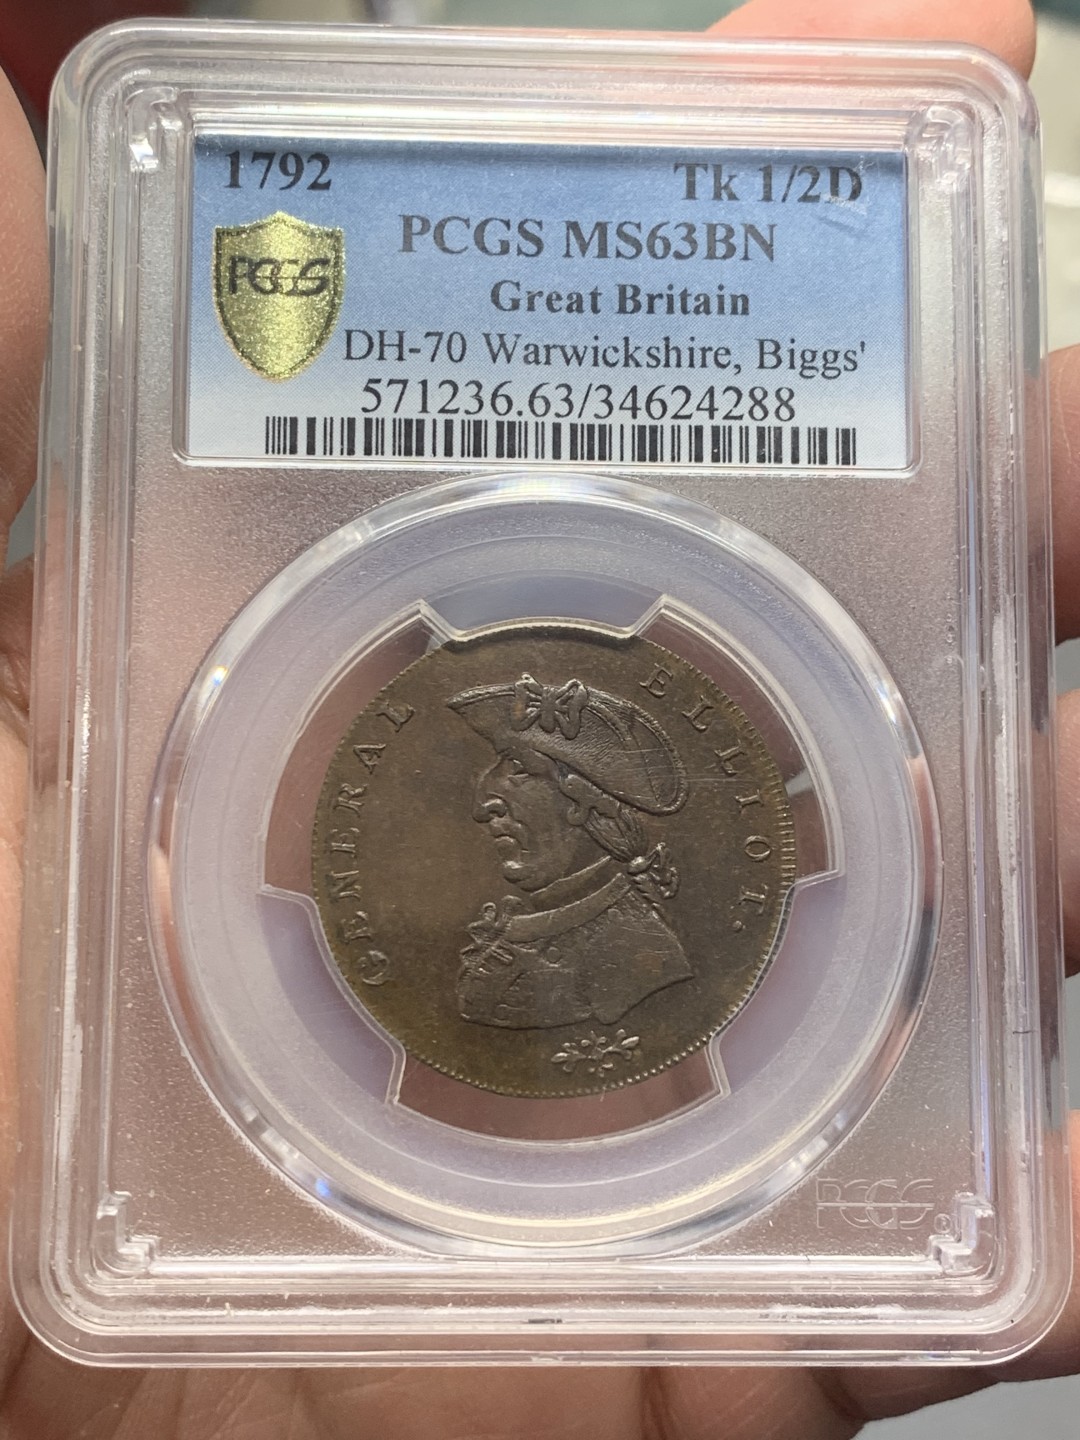 1792 Tk 1/2D
PCGS MS63BN
PCGS
Great Britain
DH-70 Warwickshire, Biggs'
571236.63/34624288
GENERAL ELLIOT.
PCGS